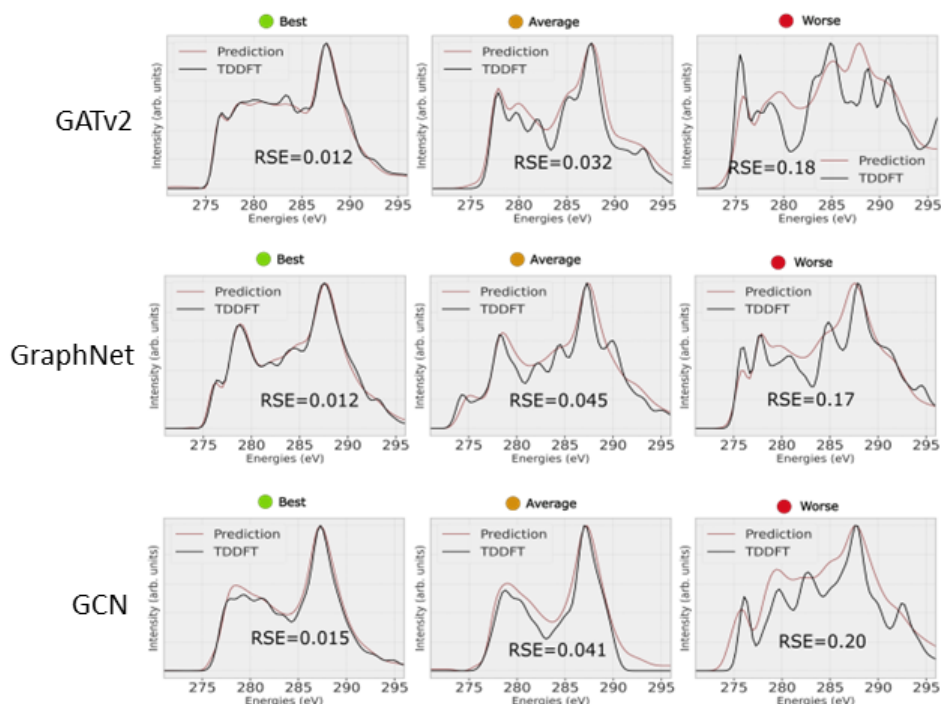 Best Average Worse
GATv2
Intensity (arb. units)
Prediction
TDDFT
RSE=0.012
275 280 285 290 295
Energies (eV)
Intensity (arb. units)
Prediction
TDDFT
RSE=0.032
275 280 285 290 295
Energies (eV)
Intensity (arb. units)
RSE=0.18
Prediction
TDDFT
275 280 285 290 295
Energies (eV)
Best Average Worse
GraphNet
Intensity (arb. units)
Prediction
TDDFT
RSE=0.012
275 280 285 290 295
Energies (eV)
Intensity (arb. units)
Prediction
TDDFT
RSE=0.045
275 280 285 290 295
Energies (eV)
Intensity (arb. units)
Prediction
TDDFT
RSE=0.17
275 280 285 290 295
Energies (eV)
Best Average Worse
GCN
Intensity (arb. units)
Prediction
TDDFT
RSE=0.015
275 280 285 290 295
Energies (eV)
Intensity (arb. units)
Prediction
TDDFT
RSE=0.041
275 280 285 290 295
Energies (eV)
Intensity (arb. units)
Prediction
TDDFT
RSE=0.20
275 280 285 290 295
Energies (eV)